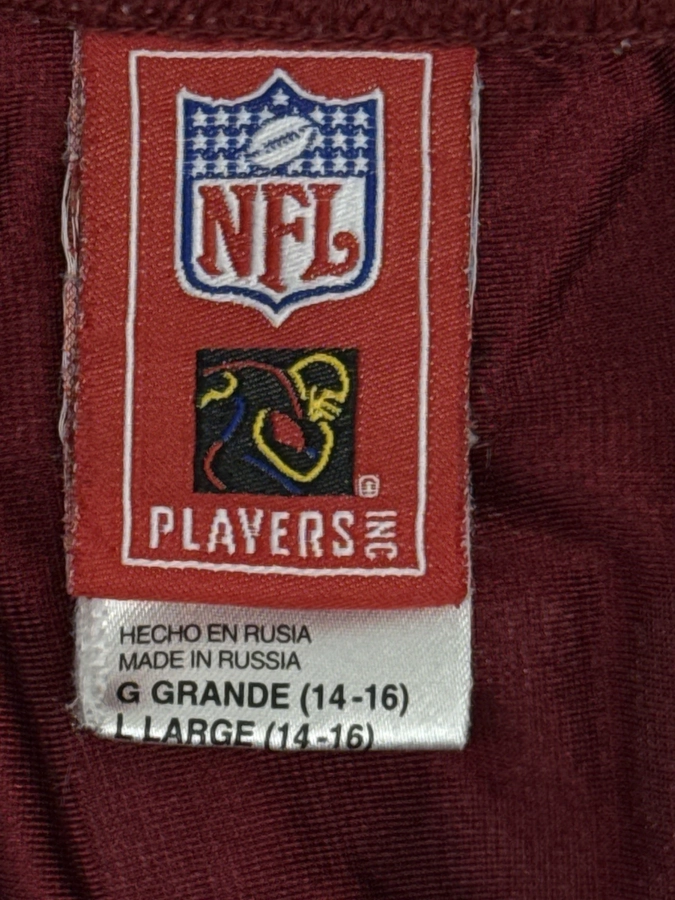 NFL
PLAYERS INC
HECHO EN RUSIA
MADE IN RUSSIA
G GRANDE (14-16)
L LARGE (14-16)